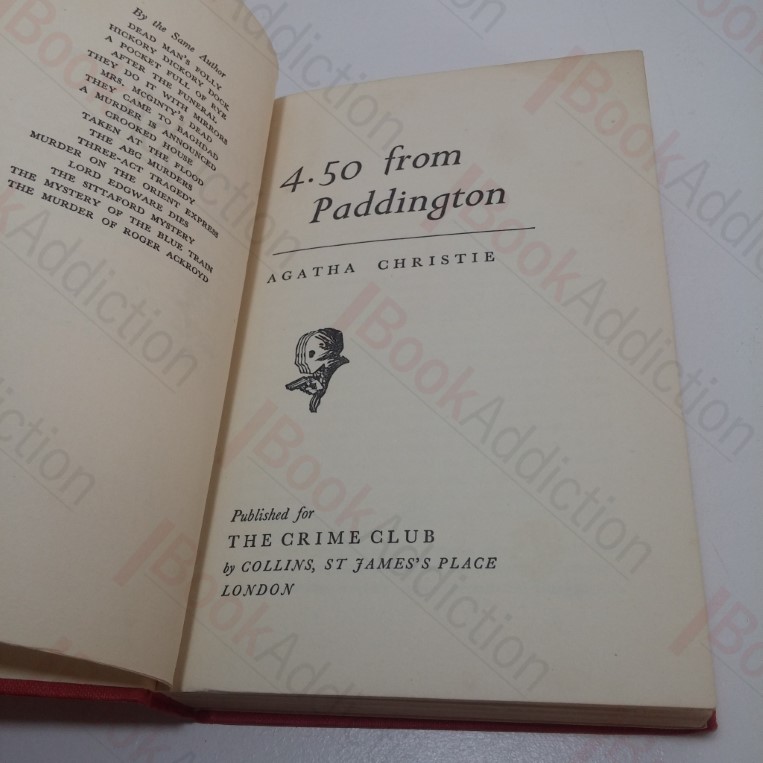 By the Same Author
DEAD MAN'S FOLLY
HICKORY DICKORY DOCK
A POCKET FULL OF RYE
AFTER THE FUNERAL
THEY DO IT WITH MIRRORS
MRS. MCGINTY'S DEAD
THEY CAME TO BAGHDAD
A MURDER IS ANNOUNCED
CROOKED HOUSE
TAKEN AT THE FLOOD
THE ABC MURDERS
THREE-ACT TRAGEDY
MURDER ON THE ORIENT EXPRESS
LORD EDGWARE DIES
THE SITTAFORD MYSTERY
THE MYSTERY OF THE BLUE TRAIN
THE MURDER OF ROGER ACKROYD
4.50 from
Paddington
AGATHA CHRISTIE
Published for
THE CRIME CLUB
by COLLINS, ST JAMES'S PLACE
LONDON
BookAddiction